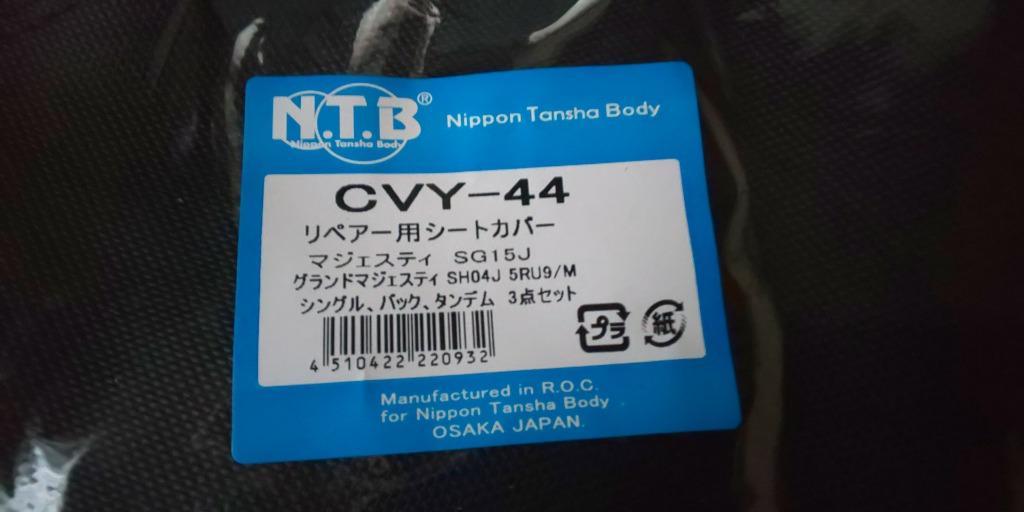 N.T.B®
Nippon Tansha Body
Nippon Tansha Body
CVY-44
リペアー用シートカバー
マジェスティ SG15J
グランドマジェスティ SH04J 5RU9/M
シングル、バック、タンデム 3点セット
4 510422 220932
プラ
紙
Manufactured in R.O.C.
for Nippon Tansha Body
OSAKA JAPAN.